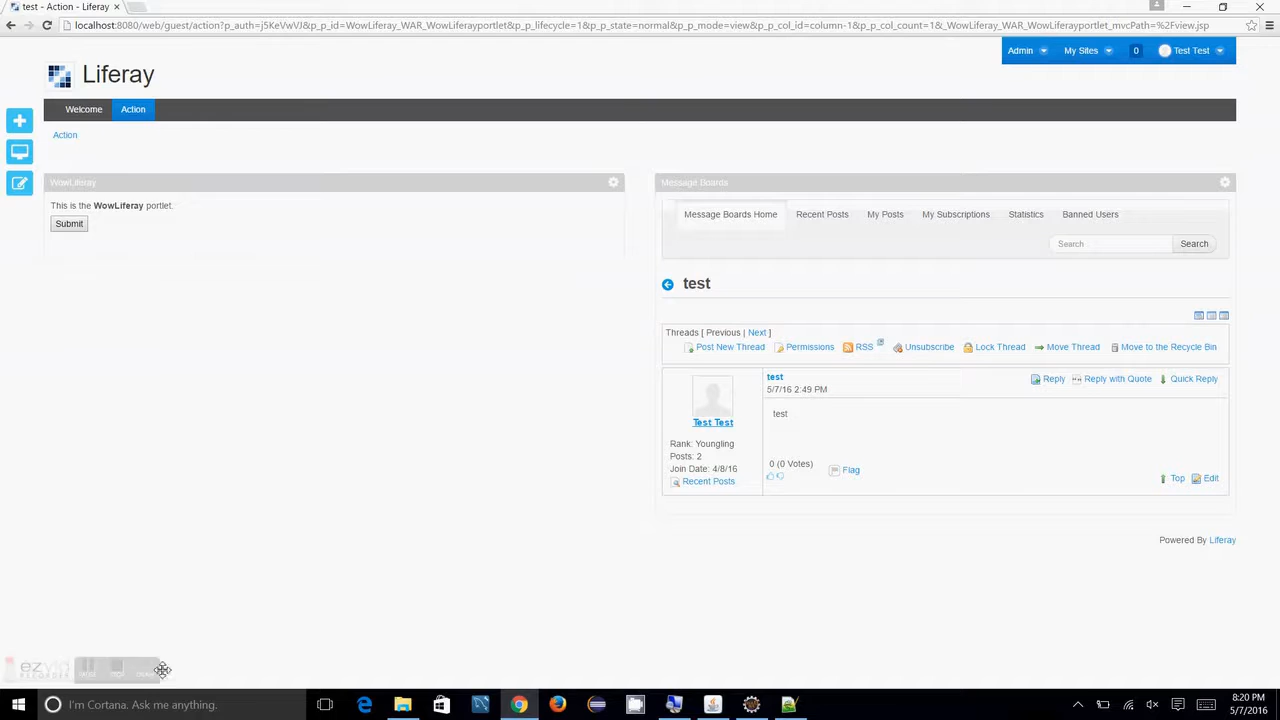 test - Action - Liferay
localhost:8080/web/guest/action?p_auth=j5KeVwVJ&p_p_id=WowLiferay_WAR_WowLiferayportlet&p_p_lifecycle=1&p_p_state=normal&p_p_mode=view&p_p_col_id=column-1&p_p_col_count=1&_WowLiferay_WAR_WowLiferayportlet_mvcPath=%2Fview.jsp
Admin My Sites 0 Test Test
Liferay
Welcome Action
Action
WowLiferay
This is the WowLiferay portlet.
Submit
Message Boards
Message Boards Home Recent Posts My Posts My Subscriptions Statistics Banned Users
Search Search
test
Threads [ Previous | Next ]
Post New Thread Permissions RSS Unsubscribe Lock Thread Move Thread Move to the Recycle Bin
test
5/7/16 2:49 PM
Reply Reply with Quote Quick Reply
Test Test
Rank: Youngling
Posts: 2
Join Date: 4/8/16
Recent Posts
test
0 (0 Votes)
Flag
Top Edit
Powered By Liferay
ezvid
RECORDER
I'm Cortana. Ask me anything.
8:20 PM
5/7/2016